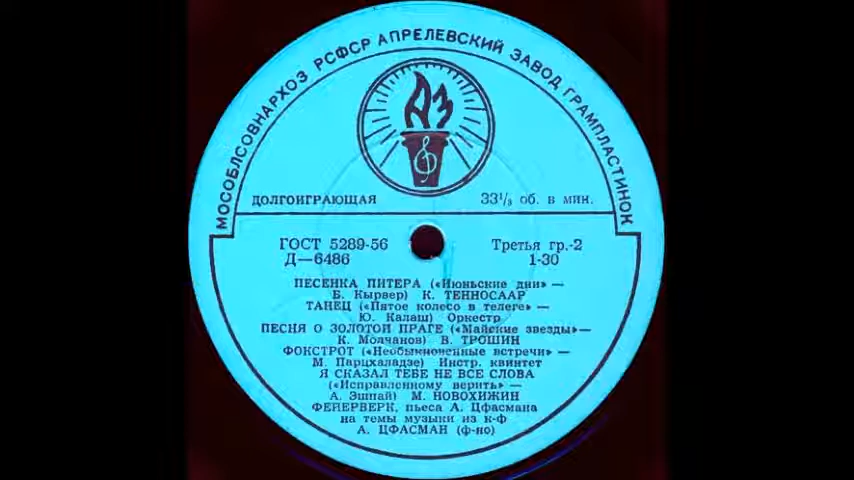 МОСОБЛСОВНАРХОЗ РСФСР АПРЕЛЕВСКИЙ ЗАВОД ГРАМПЛАСТИНОК
АЗ
ДОЛГОИГРАЮЩАЯ 33⅓ об. в мин.
ГОСТ 5289-56 Третья гр.-2
Д—6486 1-30
ПЕСЕНКА ПИТЕРА («Июньские дни» —
Б. Кырвер) К. ТЕННОСААР
ТАНЕЦ («Пятое колесо в телеге» —
Ю. Калаш) Оркестр
ПЕСНЯ О ЗОЛОТОЙ ПРАГЕ («Майские звезды»—
К. Молчанов) В. ТРОШИН
ФОКСТРОТ («Необыкновенные встречи» —
М. Парцхаладзе) Инстр. квинтет
Я СКАЗАЛ ТЕБЕ НЕ ВСЕ СЛОВА
(«Исправленному верить» —
А. Эшпай) М. НОВОХИЖИН
ФЕЙЕРВЕРК, пьеса А. Цфасмана
на темы музыки из к-ф
А. ЦФАСМАН (ф-но)